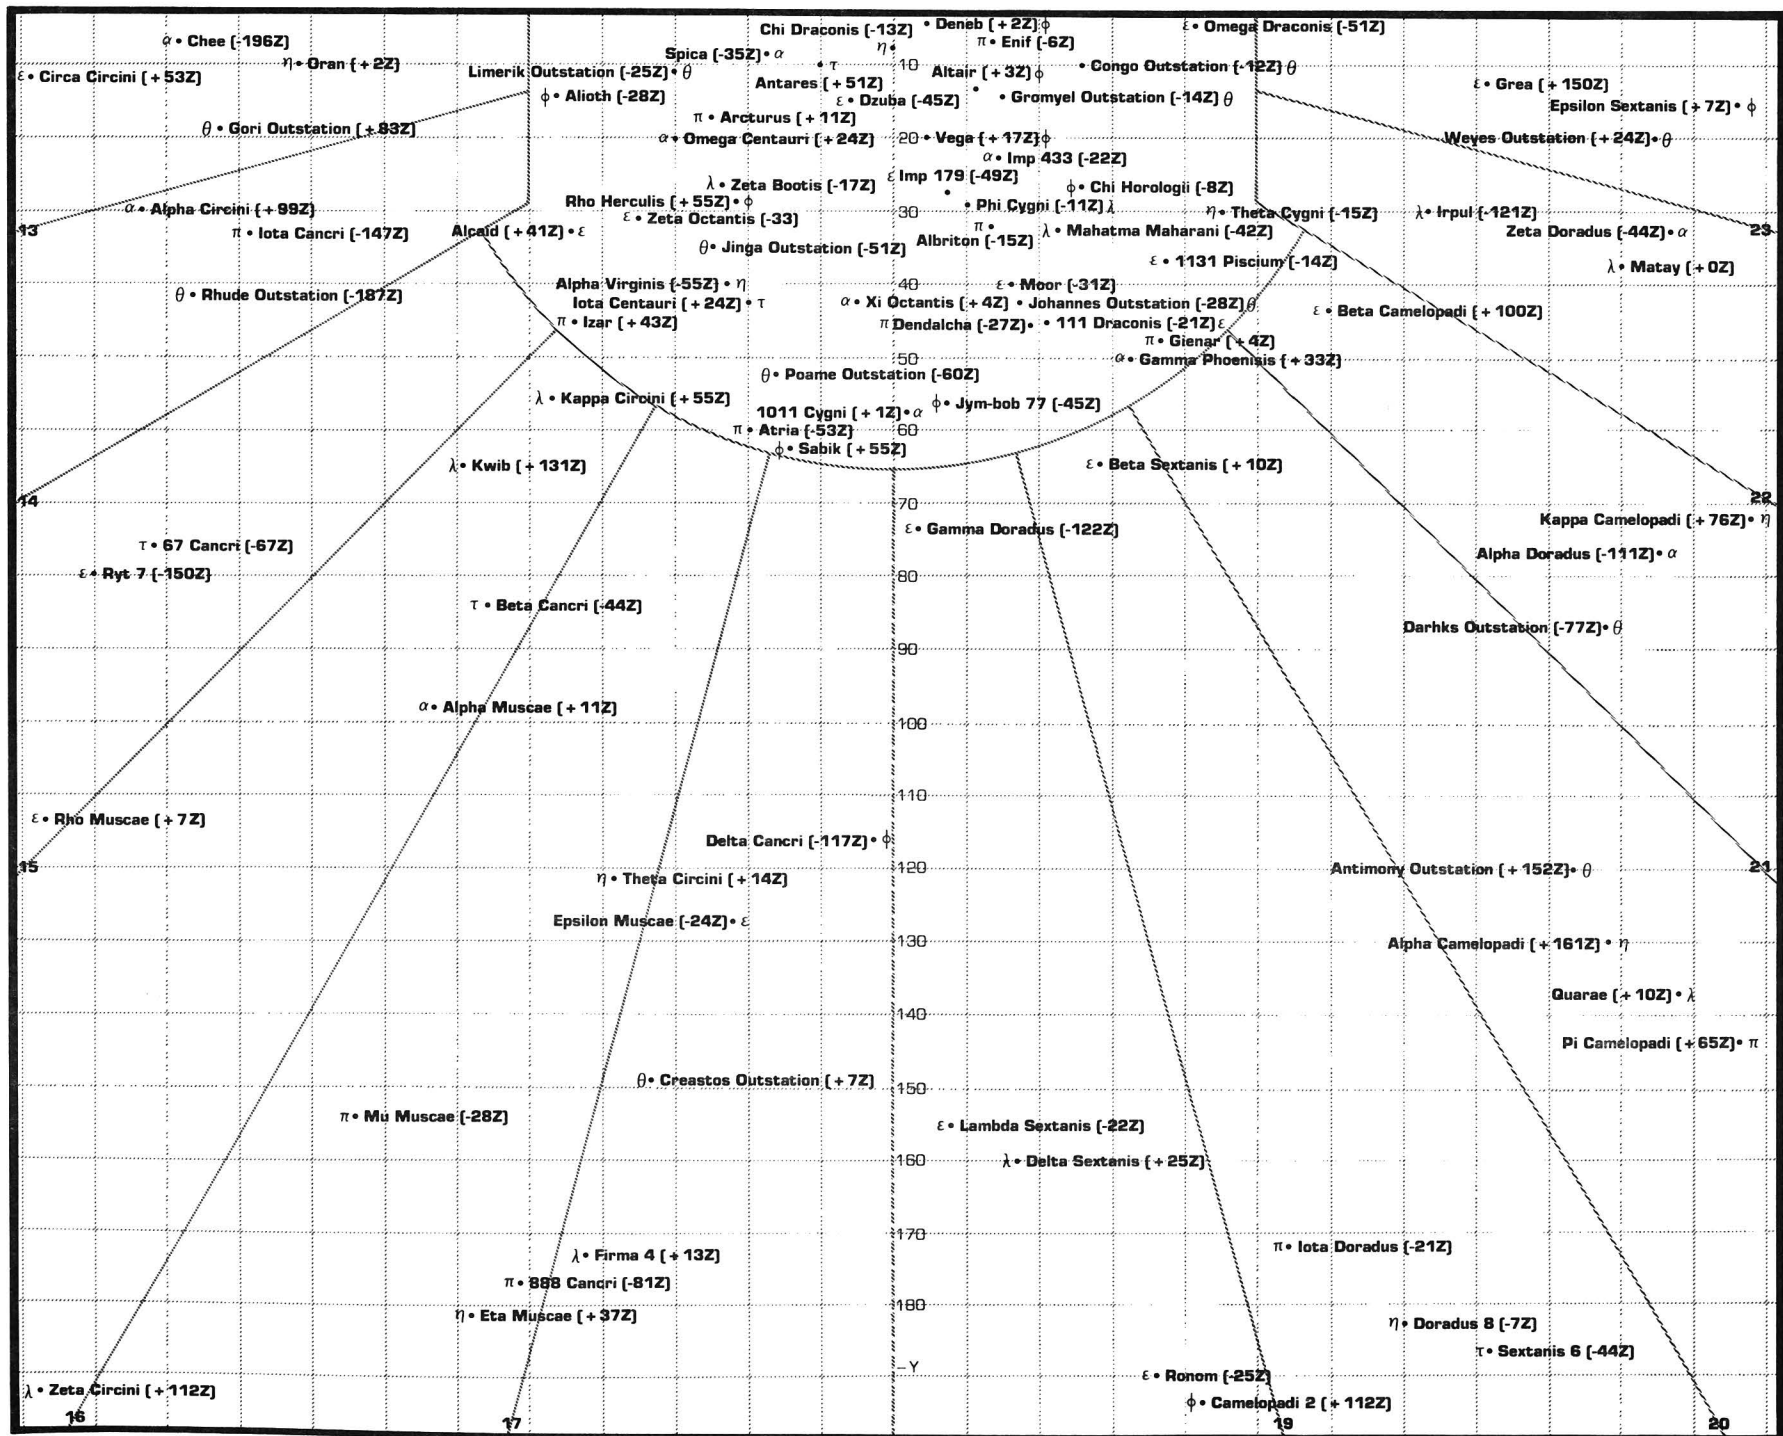 ε • Omega Draconis (-51Z)
• Deneb (+2Z) ϕ
Chi Draconis (-13Z)
η •
π • Enif (-6Z)
α • Chee (-196Z)
Spica (-35Z) • α
• τ
Antares (+51Z)
η • Oran (+2Z)
10
• Congo Outstation (-12Z) θ
Limerik Outstation (-25Z) • θ
Altair (+3Z) ϕ
•
ε • Circa Circini (+53Z)
ε • Grea (+150Z)
ϕ • Alioth (-28Z)
ε • Dzuba (-45Z)
• Gromyel Outstation (-14Z) θ
Epsilon Sextanis (+7Z) • ϕ
π • Arcturus (+11Z)
θ • Gori Outstation (+83Z)
α • Omega Centauri (+24Z)
20
• Vega (+17Z) ϕ
Weyes Outstation (+24Z) • θ
α • Imp 433 (-22Z)
ε Imp 179 (-49Z)
•
λ • Zeta Bootis (-17Z)
ϕ • Chi Horologii (-8Z)
Rho Herculis (+55Z) • ϕ
• Phi Cygni (-11Z) λ
α • Alpha Circini (+99Z)
30
η • Theta Cygni (-15Z)
λ • Irpul (-121Z)
ε • Zeta Octantis (-33)
π •
Albriton (-15Z)
13
π • Iota Cancri (-147Z)
Alcaid (+41Z) • ε
λ • Mahatma Maharani (-42Z)
Zeta Doradus (-44Z) • α
23
θ • Jinga Outstation (-51Z)
ε • 1131 Piscium (-14Z)
λ • Matay (+0Z)
Alpha Virginis (-55Z) • η
40
ε • Moor (-31Z)
θ • Rhude Outstation (-187Z)
Iota Centauri (+24Z) • τ
α • Xi Octantis (+4Z)
• Johannes Outstation (-28Z) θ
ε • Beta Camelopadi (+100Z)
π • Izar (+43Z)
π Dendalcha (-27Z) •
• 111 Draconis (-21Z) ε
π • Gienar (+4Z)
50
α • Gamma Phoenisis (+33Z)
θ • Poame Outstation (-60Z)
λ • Kappa Circini (+55Z)
ϕ • Jym-bob 77 (-45Z)
1011 Cygni (+1Z) • α
π • Atria (-53Z)
60
ϕ • Sabik (+55Z)
λ • Kwib (+131Z)
ε • Beta Sextanis (+10Z)
14
70
22
Kappa Camelopadi (+76Z) • η
ε • Gamma Doradus (-122Z)
τ • 67 Cancri (-67Z)
Alpha Doradus (-111Z) • α
ε • Ryt 7 (-150Z)
80
τ • Beta Cancri (-44Z)
Darhks Outstation (-77Z) • θ
90
α • Alpha Muscae (+11Z)
100
110
ε • Rho Muscae (+7Z)
Delta Cancri (-117Z) • ϕ
15
120
Antimony Outstation (+152Z) • θ
21
η • Theta Circini (+14Z)
Epsilon Muscae (-24Z) • ε
130
Alpha Camelopadi (+161Z) • η
Quarae (+10Z) • λ
140
Pi Camelopadi (+65Z) • π
θ • Creastos Outstation (+7Z)
150
π • Mu Muscae (-28Z)
ε • Lambda Sextanis (-22Z)
160
λ • Delta Sextanis (+25Z)
170
π • Iota Doradus (-21Z)
λ • Firma 4 (+13Z)
π • 888 Cancri (-81Z)
180
η • Eta Muscae (+37Z)
η • Doradus 8 (-7Z)
τ • Sextanis 6 (-44Z)
-Y
ε • Ronom (-25Z)
λ • Zeta Circini (+112Z)
ϕ • Camelopadi 2 (+112Z)
16
17
19
20